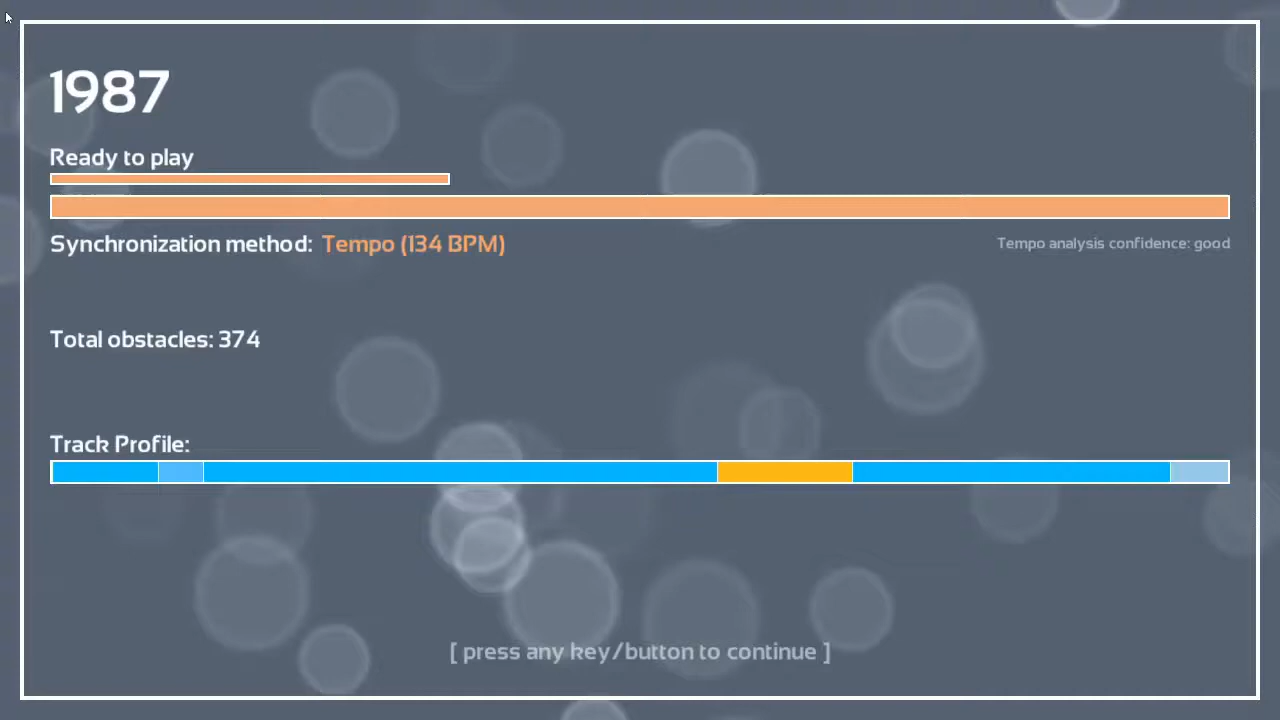 1987
Ready to play
Synchronization method: Tempo (134 BPM)
Tempo analysis confidence: good
Total obstacles: 374
Track Profile:
[ press any key/button to continue ]